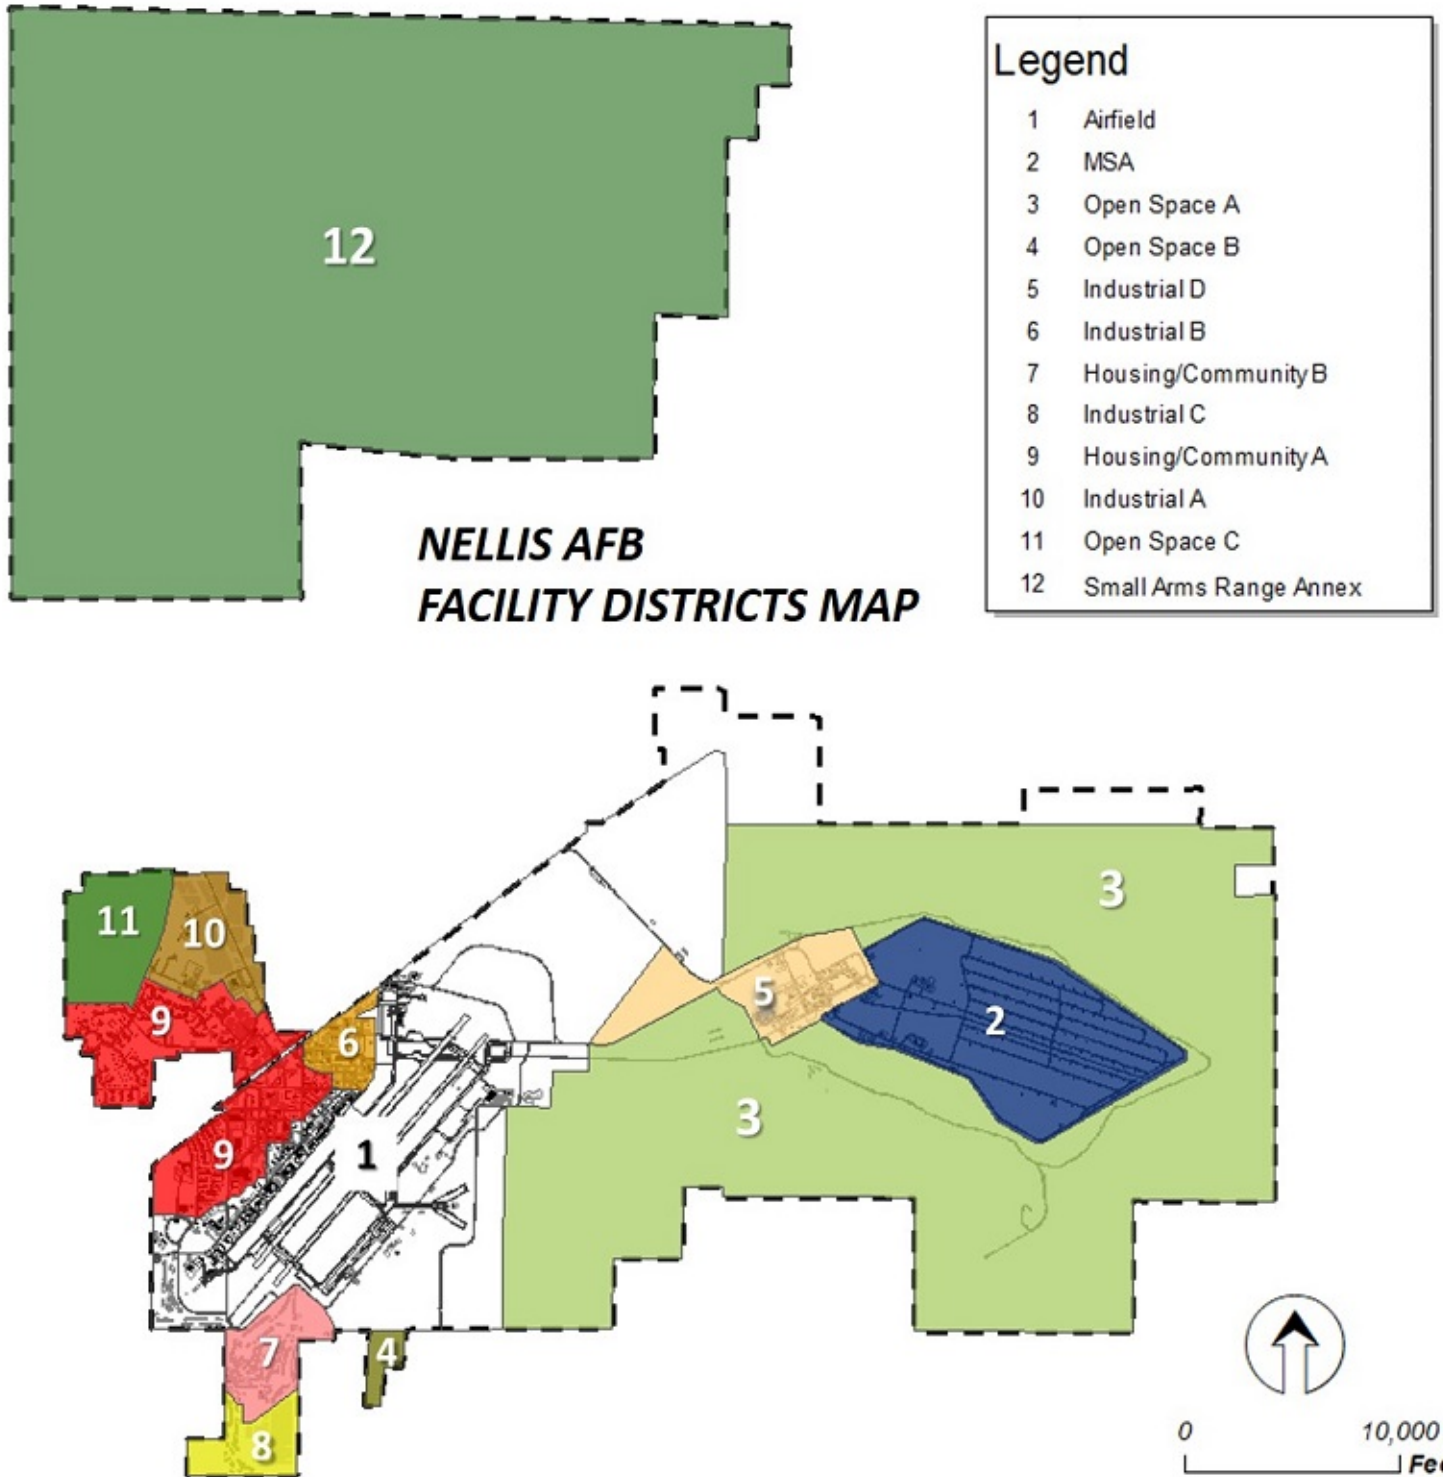 12
NELLIS AFB
FACILITY DISTRICTS MAP
Legend
1 Airfield
2 MSA
3 Open Space A
4 Open Space B
5 Industrial D
6 Industrial B
7 Housing/Community B
8 Industrial C
9 Housing/Community A
10 Industrial A
11 Open Space C
12 Small Arms Range Annex
3
11
10
9
6
5
2
3
9
1
7
4
8
0 10,000